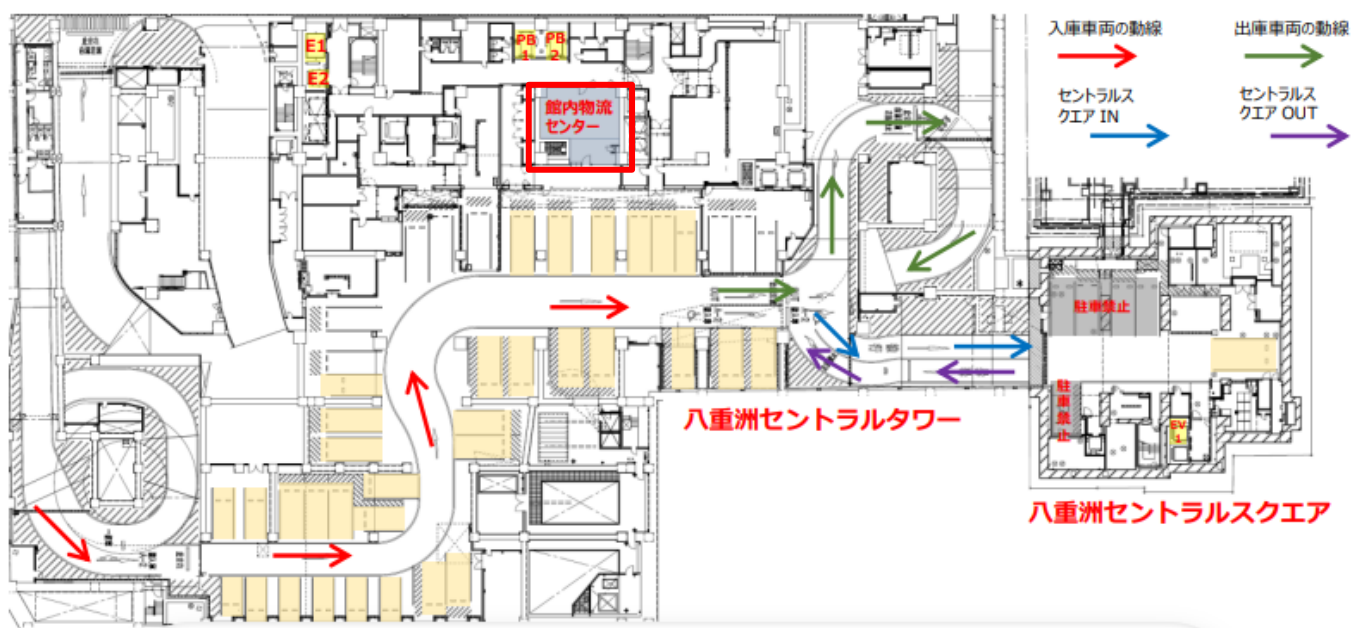 入庫車両の動線
出庫車両の動線
セントラルス
クエア IN
セントラルス
クエア OUT
E1
E2
PB
1
PB
2
館内物流
センター
駐車禁止
駐車禁止
EV
1
八重洲セントラルタワー
八重洲セントラルスクエア